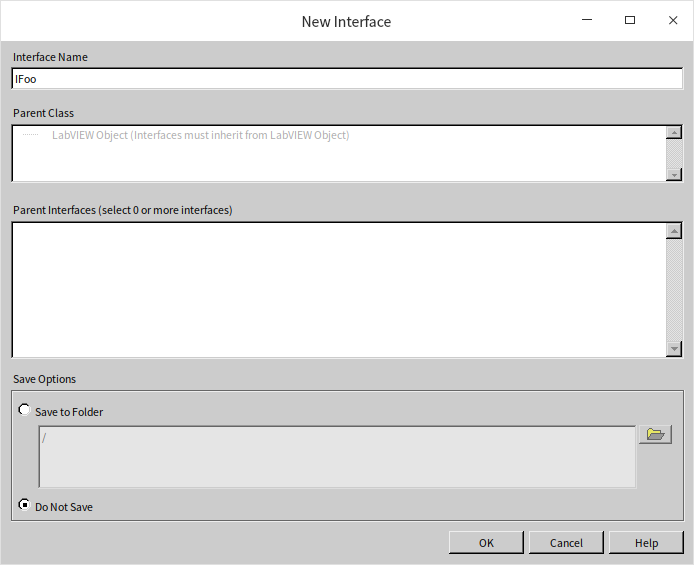 New Interface
Interface Name
IFoo
Parent Class
LabVIEW Object (Interfaces must inherit from LabVIEW Object)
Parent Interfaces (select 0 or more interfaces)
Save Options
Save to Folder
/
Do Not Save
OK Cancel Help